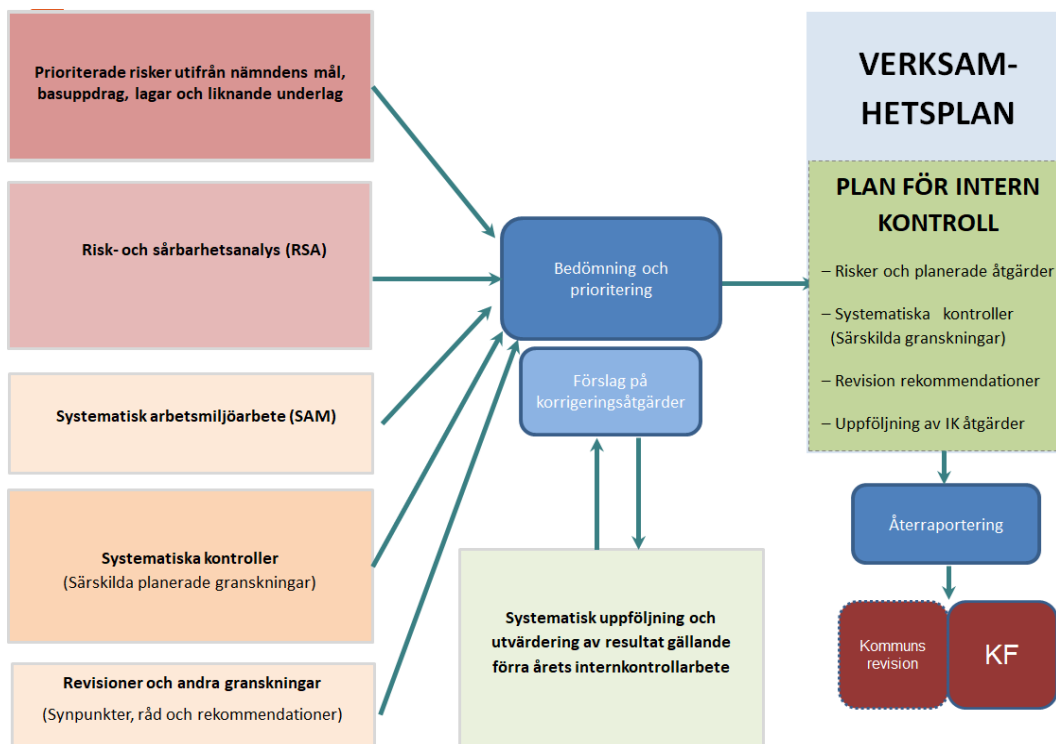 Prioriterade risker utifrån nämndens mål,
basuppdrag, lagar och liknande underlag
Risk- och sårbarhetsanalys (RSA)
Systematisk arbetsmiljöarbete (SAM)
Systematiska kontroller
(Särskilda planerade granskningar)
Revisioner och andra granskningar
(Synpunkter, råd och rekommendationer)
Bedömning och
prioritering
Förslag på
korrigeringsåtgärder
Systematisk uppföljning och
utvärdering av resultat gällande
förra årets internkontrollarbete
VERKSAM-
HETSPLAN
PLAN FÖR INTERN
KONTROLL
– Risker och planerade åtgärder
– Systematiska kontroller
(Särskilda granskningar)
– Revision rekommendationer
– Uppföljning av IK åtgärder
Återraportering
Kommuns
revision
KF